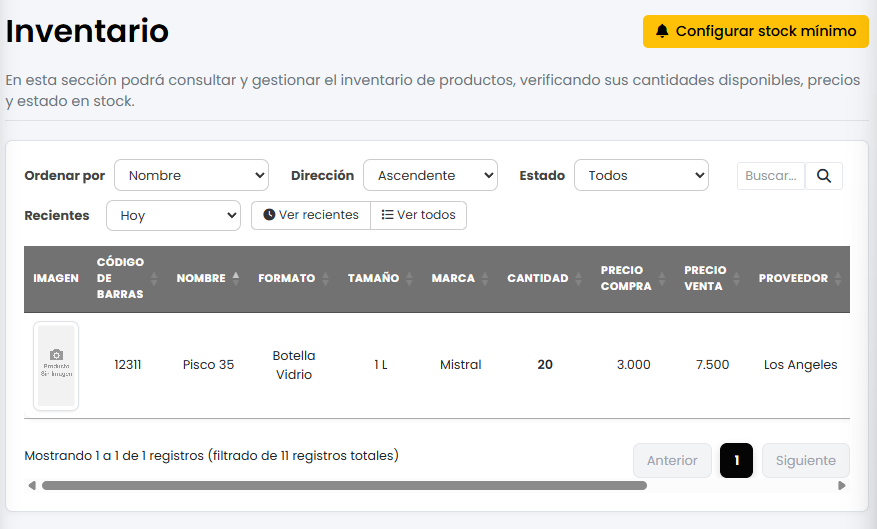 Inventario
Configurar stock mínimo
En esta sección podrá consultar y gestionar el inventario de productos, verificando sus cantidades disponibles, precios
y estado en stock.
Ordenar por Nombre Dirección Ascendente Estado Todos Buscar...
Recientes Hoy Ver recientes Ver todos
IMAGEN CÓDIGO DE BARRAS NOMBRE FORMATO TAMAÑO MARCA CANTIDAD PRECIO COMPRA PRECIO VENTA PROVEEDOR
Producto
Sin Imagen
12311 Pisco 35 Botella Vidrio 1 L Mistral 20 3.000 7.500 Los Angeles
Mostrando 1 a 1 de 1 registros (filtrado de 11 registros totales)
Anterior 1 Siguiente